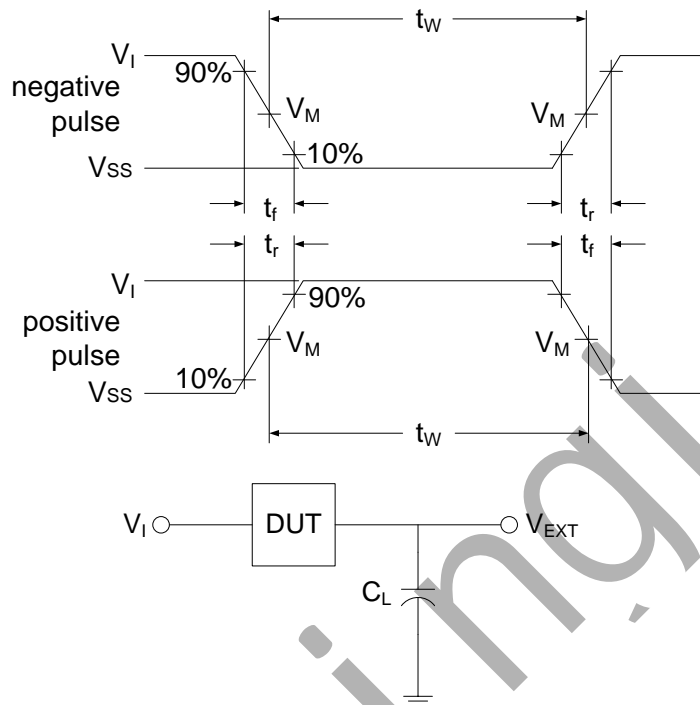 tW
VI
90%
negative
pulse
VM
VM
10%
VSS
tf
tr
tr
tf
VI
90%
positive
pulse
VM
VM
10%
VSS
tW
VI
DUT
VEXT
CL